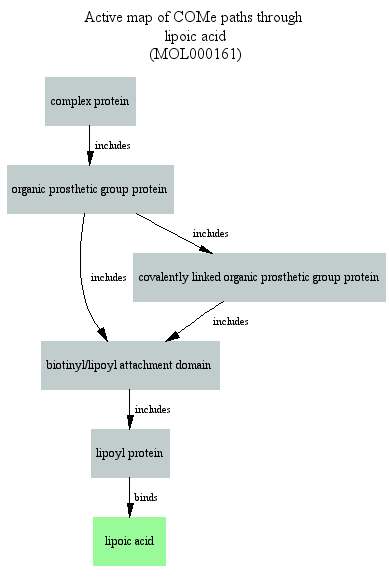 Active map of COMe paths through
lipoic acid
(MOL000161)
complex protein
includes
organic prosthetic group protein
includes
covalently linked organic prosthetic group protein
includes
includes
biotinyl/lipoyl attachment domain
includes
lipoyl protein
binds
lipoic acid